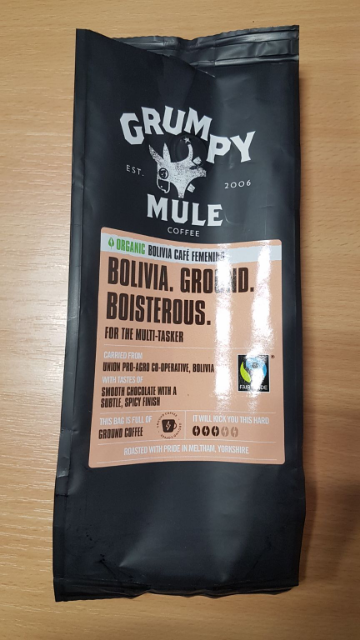 GRUMPY
EST. 2006
MULE
COFFEE
ORGANIC BOLIVIA CAFÉ FEMENINO
BOLIVIA. GROUND.
BOISTEROUS.
FOR THE MULTI-TASKER
CARRIED FROM
UNION PRO-AGRO CO-OPERATIVE, BOLIVIA
WITH TASTES OF
SMOOTH CHOCOLATE WITH A
SUBTLE, SPICY FINISH
FAIRTRADE
THIS BAG IS FULL OF
GROUND COFFEE
IT WILL KICK YOU THIS HARD
ROASTED WITH PRIDE IN MELTHAM, YORKSHIRE